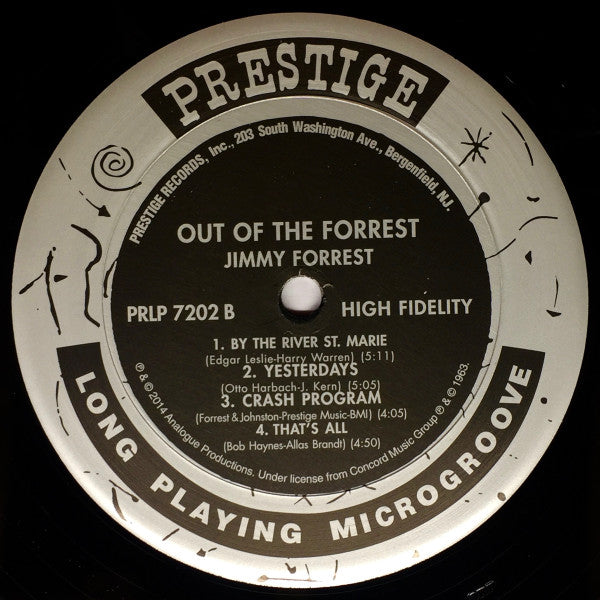 PRESTIGE
PRESTIGE RECORDS, Inc., 203 South Washington Ave., Bergenfield, N.J.
OUT OF THE FORREST
JIMMY FORREST
PRLP 7202 B HIGH FIDELITY
1. BY THE RIVER ST. MARIE
(Edgar Leslie-Harry Warren) (5:11)
2. YESTERDAYS
(Otto Harbach-J. Kern) (5:05)
3. CRASH PROGRAM
(Forrest & Johnston-Prestige Music-BMI) (4:05)
4. THAT'S ALL
(Bob Haynes-Allas Brandt) (4:50)
℗ & © 2014 Analogue Productions. Under license from Concord Music Group ℗ & © 1963.
LONG PLAYING MICROGROOVE